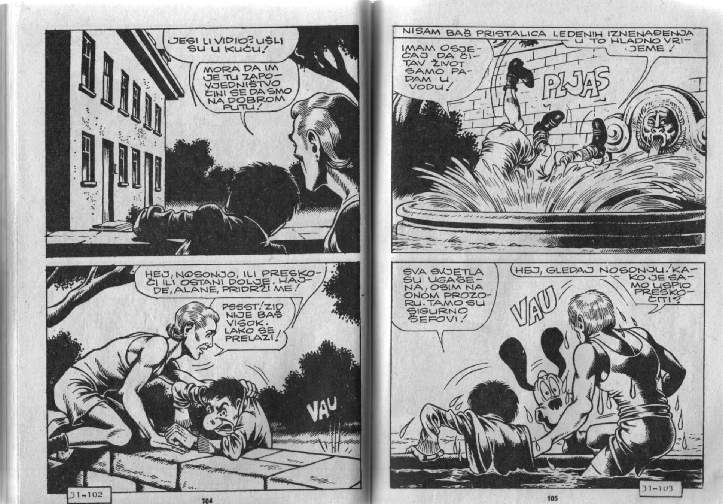 JESI LI VIDIO? UŠLI
SU U KUĆU!
MORA DA IM
JE TU ZAPO-
VJEDNIŠTVO
ČINI SE DA SMO
NA DOBROM
PUTU!
HEJ, NOSONJO, ILI PRESKO-
ČI ILI OSTANI DOLJE. HAJ-
DE, ALANE, PRIDRŽI ME!
PSSST! ZID
NIJE BAŠ
VISOK.
LAKO SE
PRELAZI!
VAU
31-102
104
NISAM BAŠ PRISTALICA LEDENIH IZNENAĐENJA
U TO HLADNO VRI-
JEME!
IMAM OSJE-
ĆAJ DA ČI-
TAV ŽIVOT
SAMO PA-
DAM U
VODU!
PLJAS
SVA SVJETLA
SU UGAŠE-
NA, OSIM NA
ONOM PROZO-
RU. TAMO SU
SIGURNO
ŠEFOVI!
HEJ, GLEDAJ NOSONJU! KA-
KO JE SA-
MO USPIO
PRESKO-
ČITI?
VAU
31-103
105